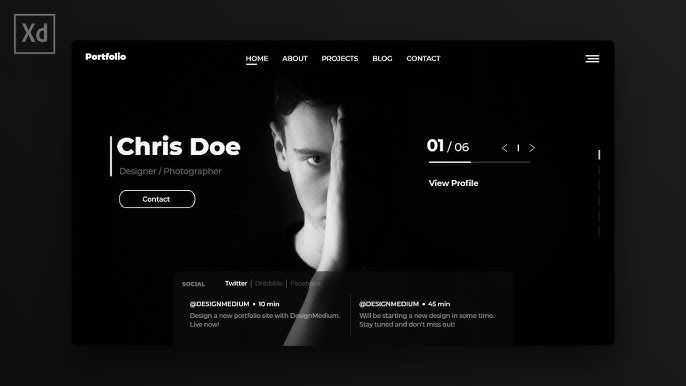 Xd
Portfolio
HOME ABOUT PROJECTS BLOG CONTACT
Chris Doe
Designer / Photographer
Contact
01 / 06
View Profile
SOCIAL Twitter Dribbble Facebook
@DESIGNMEDIUM • 10 min
Design a new portfolio site with DesignMedium.
Live now!
@DESIGNMEDIUM • 45 min
Will be starting a new design in some time.
Stay tuned and don't miss out!